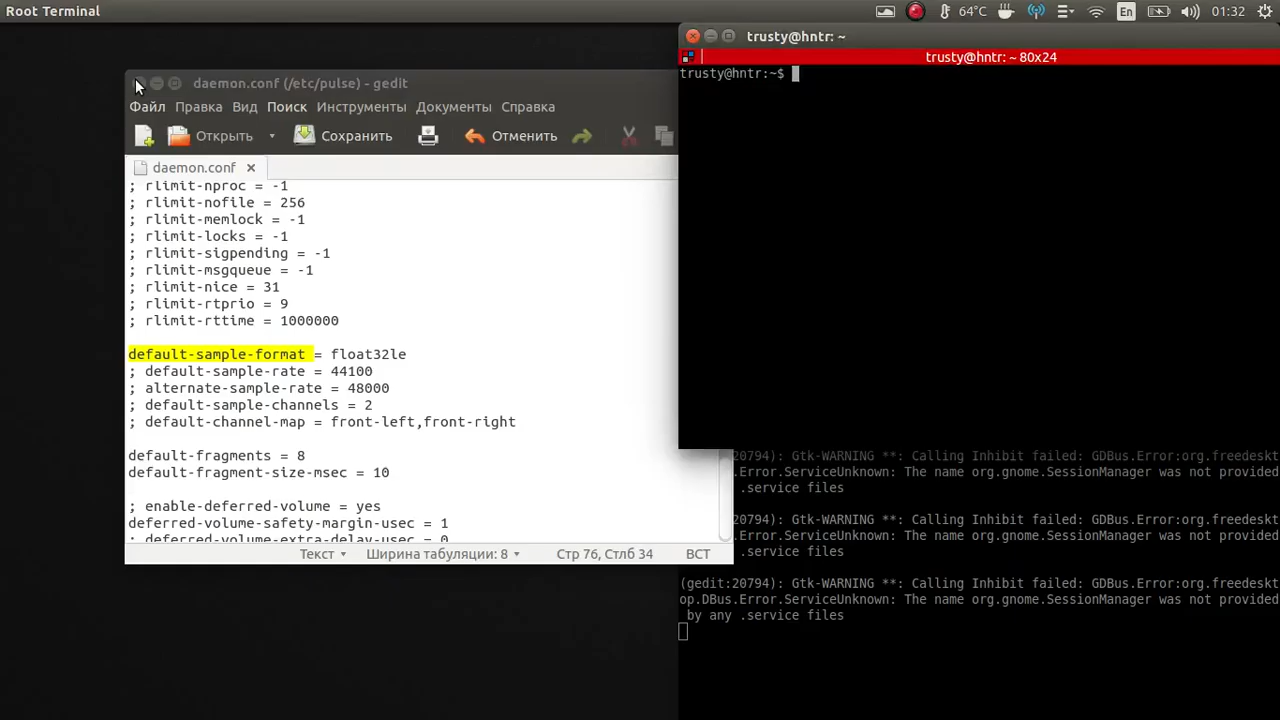 Root Terminal
64°C
En
01:32
daemon.conf (/etc/pulse) - gedit
Файл Правка Вид Поиск Инструменты Документы Справка
Открыть Сохранить Отменить
daemon.conf ×
; rlimit-nproc = -1
; rlimit-nofile = 256
; rlimit-memlock = -1
; rlimit-locks = -1
; rlimit-sigpending = -1
; rlimit-msgqueue = -1
; rlimit-nice = 31
; rlimit-rtprio = 9
; rlimit-rttime = 1000000
default-sample-format = float32le
; default-sample-rate = 44100
; alternate-sample-rate = 48000
; default-sample-channels = 2
; default-channel-map = front-left,front-right
default-fragments = 8
default-fragment-size-msec = 10
; enable-deferred-volume = yes
deferred-volume-safety-margin-usec = 1
; deferred-volume-extra-delay-usec = 0
Текст Ширина табуляции: 8 Стр 76, Стлб 34 ВСТ
trusty@hntr: ~
trusty@hntr: ~ 80x24
trusty@hntr:~$
20794): Gtk-WARNING **: Calling Inhibit failed: GDBus.Error:org.freedeskt
.Error.ServiceUnknown: The name org.gnome.SessionManager was not provided
.service files
20794): Gtk-WARNING **: Calling Inhibit failed: GDBus.Error:org.freedeskt
.Error.ServiceUnknown: The name org.gnome.SessionManager was not provided
.service files
(gedit:20794): Gtk-WARNING **: Calling Inhibit failed: GDBus.Error:org.freedeskt
op.DBus.Error.ServiceUnknown: The name org.gnome.SessionManager was not provided
by any .service files